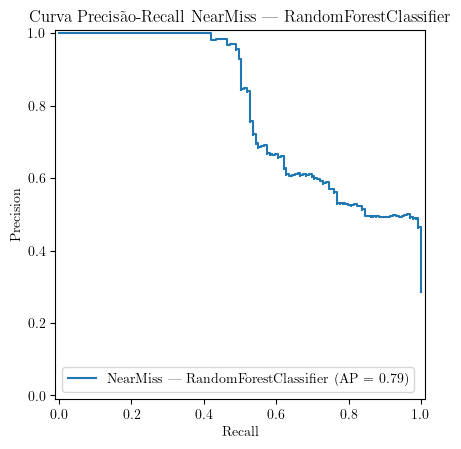 Curva Precisão-Recall NearMiss — RandomForestClassifier
1.0
0.8
0.6
0.4
0.2
0.0
Precision
NearMiss — RandomForestClassifier (AP = 0.79)
0.0 0.2 0.4 0.6 0.8 1.0
Recall